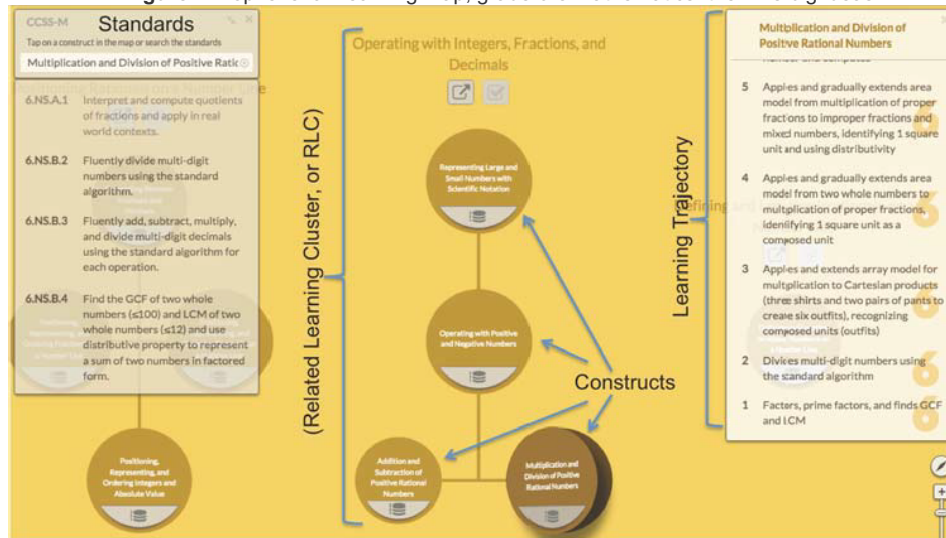 CCSS-M
Standards
Tap on a construct in the map or search the standards
Multiplication and Division of Positive Ratic
6.NS.A.1 Interpret and compute quotients
of fractions and apply in real
world contexts.
6.NS.B.2 Fluently divide multi-digit
numbers using the standard
algorithm.
6.NS.B.3 Fluently add, subtract, multiply,
and divide multi-digit decimals
using the standard algorithm for
each operation.
6.NS.B.4 Find the GCF of two whole
numbers (≤100) and LCM of two
whole numbers (≤12) and use
distributive property to represent
a sum of two numbers in factored
form.
Positioning,
Representing, and
Ordering Integers and
Absolute Value
(Related Learning Cluster, or RLC)
Operating with Integers, Fractions, and
Decimals
Representing Large and
Small Numbers with
Scientific Notation
Operating with Positive
and Negative Numbers
Constructs
Addition and
Subtraction of
Positive Rational
Numbers
Multiplication and
Division of Positive
Rational Numbers
Learning Trajectory
Multiplication and Division of
Positive Rational Numbers
number and computes
5 Applies and gradually extends area
model from multiplication of proper
fractions to improper fractions and
mixed numbers, identifying 1 square
unit and using distributivity
4 Applies and gradually extends area
model from two whole numbers to
multplication of proper fractions,
identifying 1 square unit as a
composed unit
3 Applies and extends array model for
multplication to Cartesian products
(three shirts and two pairs of pants to
create six outfits), recognizing
composed units (outfits)
2 Divides multi-digit numbers using
the standard algorithm
1 Factors, prime factors, and finds GCF
and LCM
6
6
6
6
6